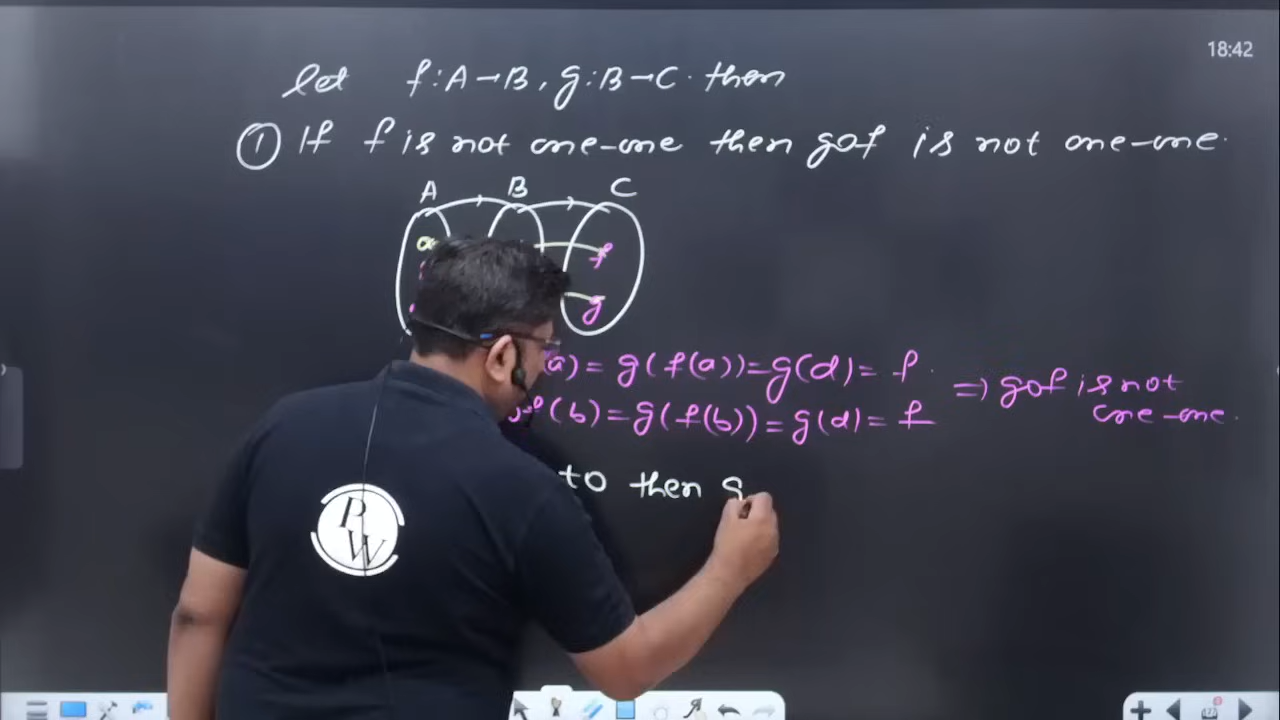 18:42
let f:A→B, g:B→C. then
① If f is not one-one then gof is not one-one.
A B C
a f
g
(a) = g(f(a))=g(d)= f. ⇒ gof is not
f(b)=g(f(b))=g(d)=f one-one.
to then g
P
W